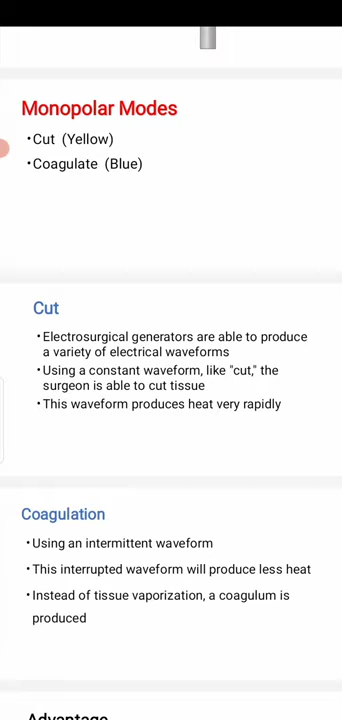 Monopolar Modes
•Cut (Yellow)
•Coagulate (Blue)
Cut
•Electrosurgical generators are able to produce
a variety of electrical waveforms
•Using a constant waveform, like "cut," the
surgeon is able to cut tissue
•This waveform produces heat very rapidly
Coagulation
•Using an intermittent waveform
•This interrupted waveform will produce less heat
•Instead of tissue vaporization, a coagulum is
produced
Advantage